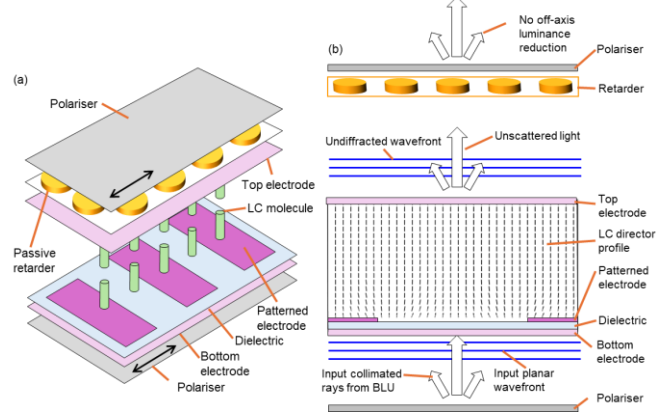 (a)
Polariser
Top electrode
LC molecule
Passive
retarder
Patterned
electrode
Dielectric
Bottom
electrode
Polariser
(b)
No off-axis
luminance
reduction
Polariser
Retarder
Undiffracted wavefront
Unscattered light
Top
electrode
LC director
profile
Patterned
electrode
Dielectric
Bottom
electrode
Input collimated
rays from BLU
Input planar
wavefront
Polariser